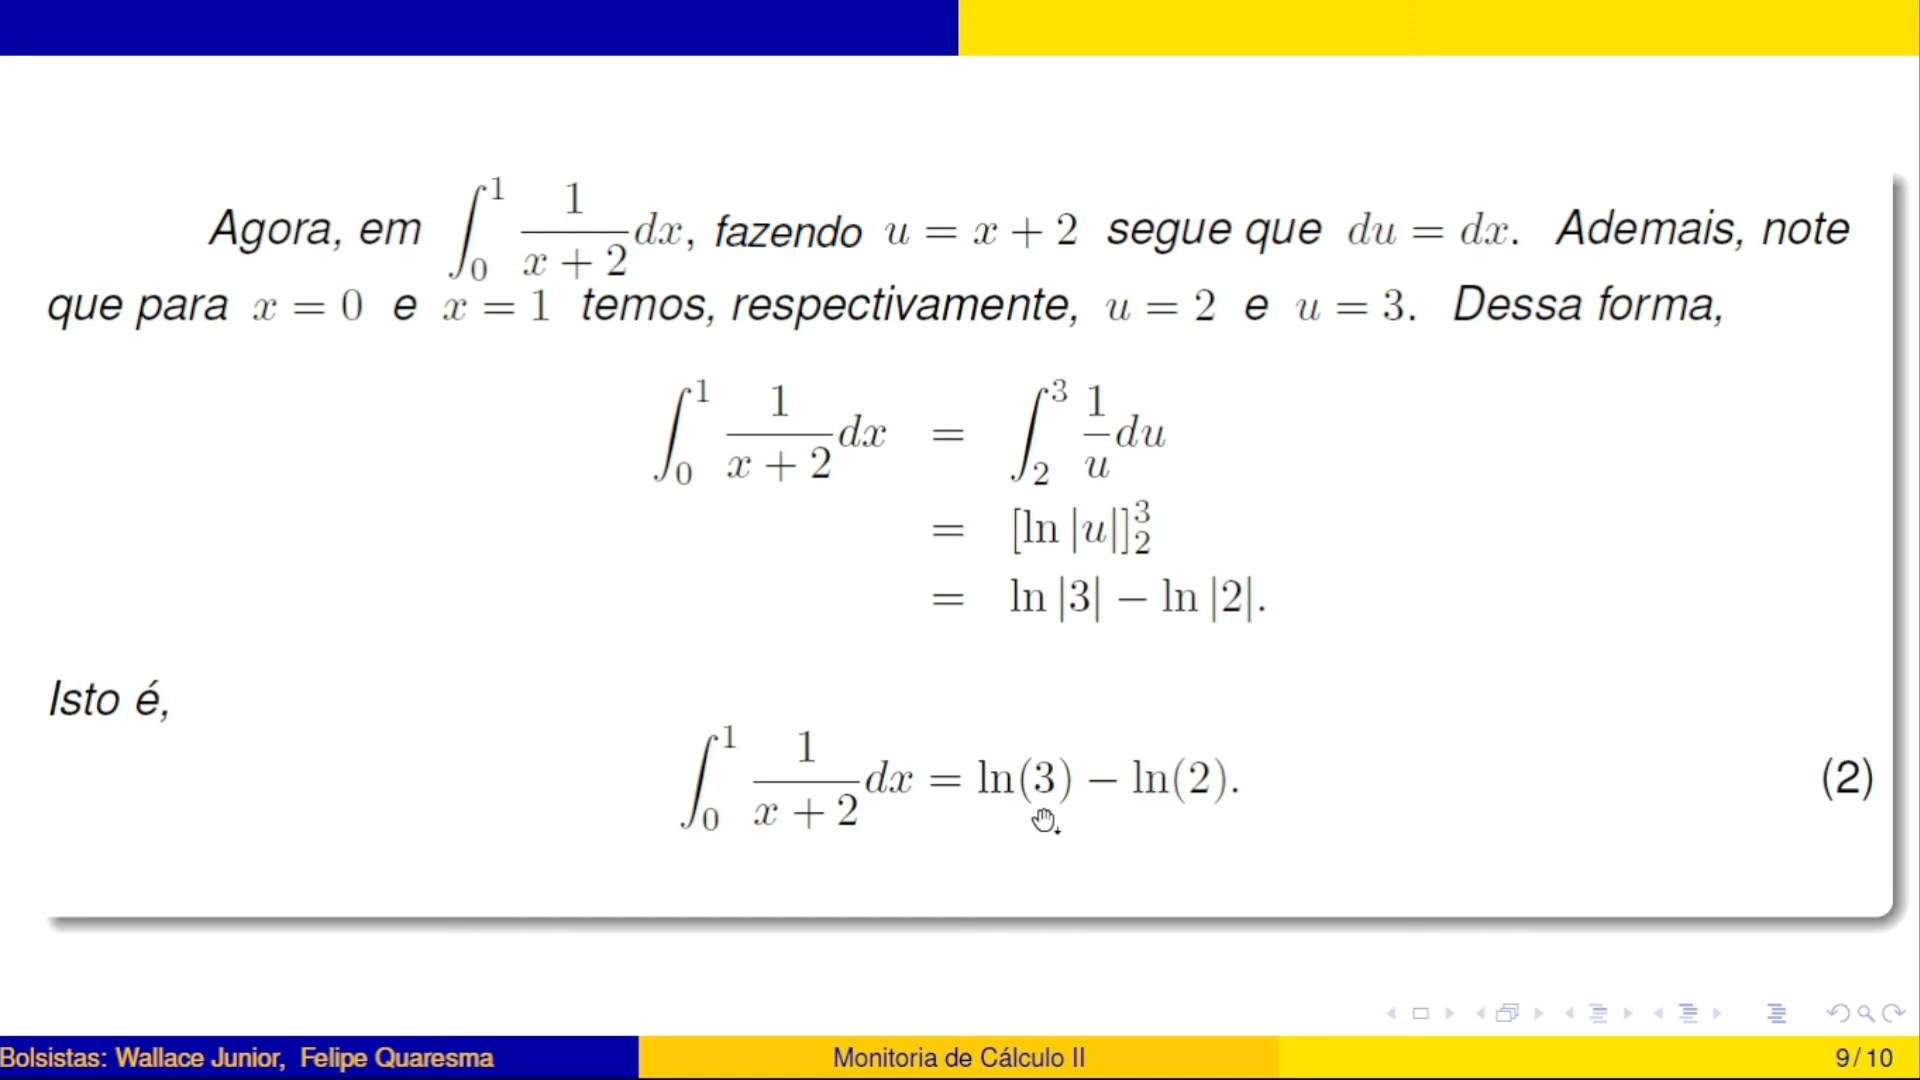 Agora, em ∫₀¹ 1/(x + 2) dx, fazendo u = x + 2 segue que du = dx. Ademais, note
que para x = 0 e x = 1 temos, respectivamente, u = 2 e u = 3. Dessa forma,
∫₀¹ 1/(x + 2) dx = ∫₂³ 1/u du
= [ln |u|]₂³
= ln |3| − ln |2|.
Isto é,
∫₀¹ 1/(x + 2) dx = ln(3) − ln(2). (2)
Bolsistas: Wallace Junior, Felipe Quaresma Monitoria de Cálculo II 9/10